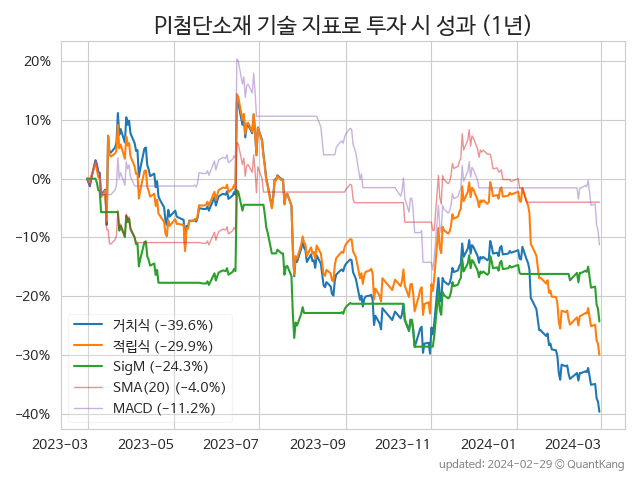 PI첨단소재 기술 지표로 투자 시 성과 (1년)
20%
10%
0%
−10%
−20%
−30%
−40%
거치식 (−39.6%)
적립식 (−29.9%)
SigM (−24.3%)
SMA(20) (−4.0%)
MACD (−11.2%)
2023-03 2023-05 2023-07 2023-09 2023-11 2024-01 2024-03
updated: 2024-02-29 © QuantKang